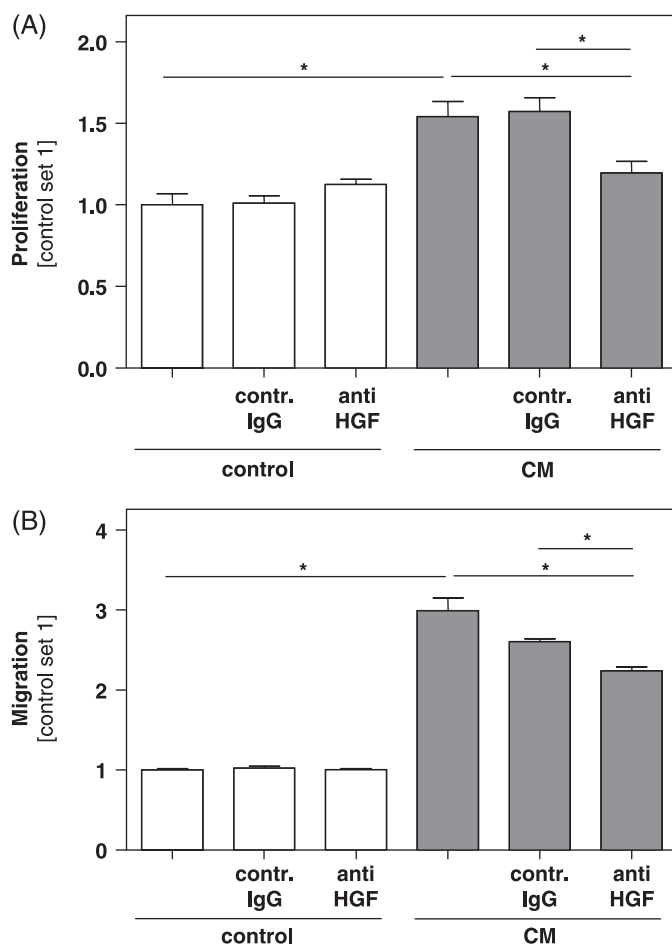 (A)
2.0
*
*
*
1.5
1.0
0.5
0.0
Proliferation
[control set 1]
contr. anti contr. anti
IgG HGF IgG HGF
control CM
(B)
4
*
*
*
3
2
1
0
Migration
[control set 1]
contr. anti contr. anti
IgG HGF IgG HGF
control CM